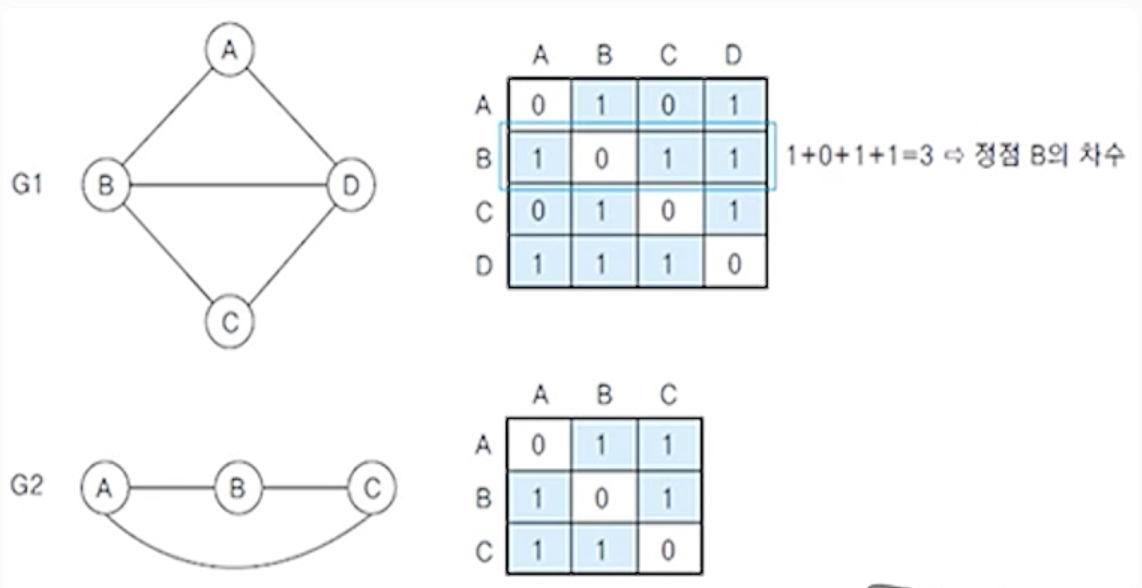 A
A B C D
A 0 1 0 1
G1 B D
B 1 0 1 1 1+0+1+1=3 ⇨ 정점 B의 차수
C 0 1 0 1
D 1 1 1 0
C
A B C
A 0 1 1
G2 A B C
B 1 0 1
C 1 1 0